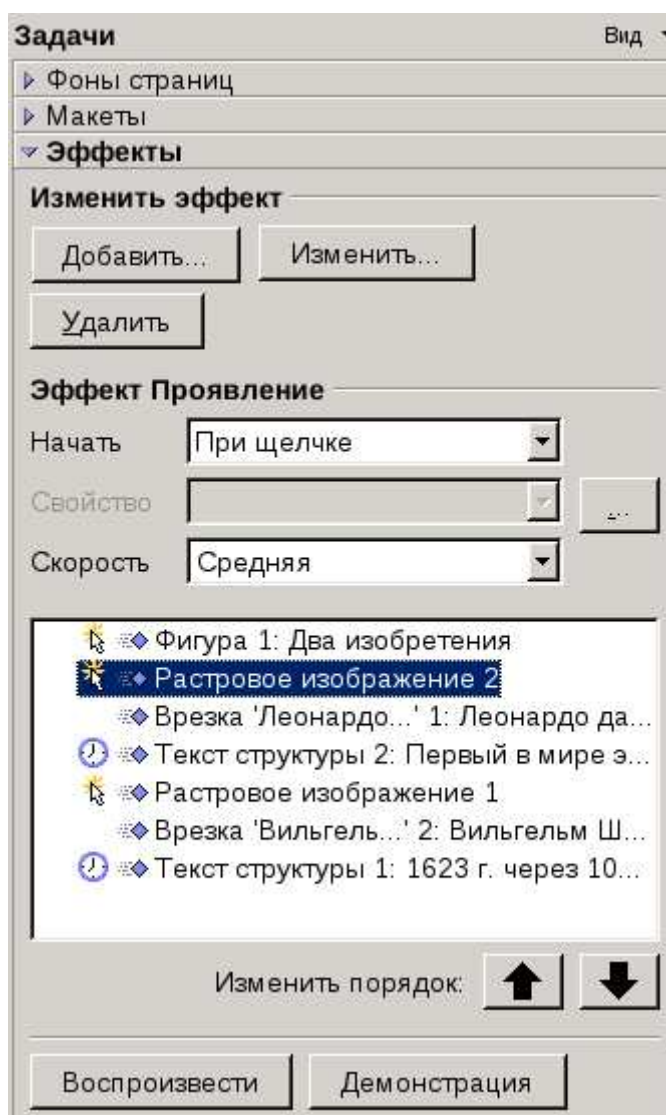 Задачи Вид
Фоны страниц
Макеты
Эффекты
Изменить эффект
Добавить... Изменить...
Удалить
Эффект Проявление
Начать При щелчке
Свойство ...
Скорость Средняя
Фигура 1: Два изобретения
Растровое изображение 2
Врезка 'Леонардо...' 1: Леонардо да...
Текст структуры 2: Первый в мире э...
Растровое изображение 1
Врезка 'Вильгель...' 2: Вильгельм Ш...
Текст структуры 1: 1623 г. через 10...
Изменить порядок:
Воспроизвести Демонстрация